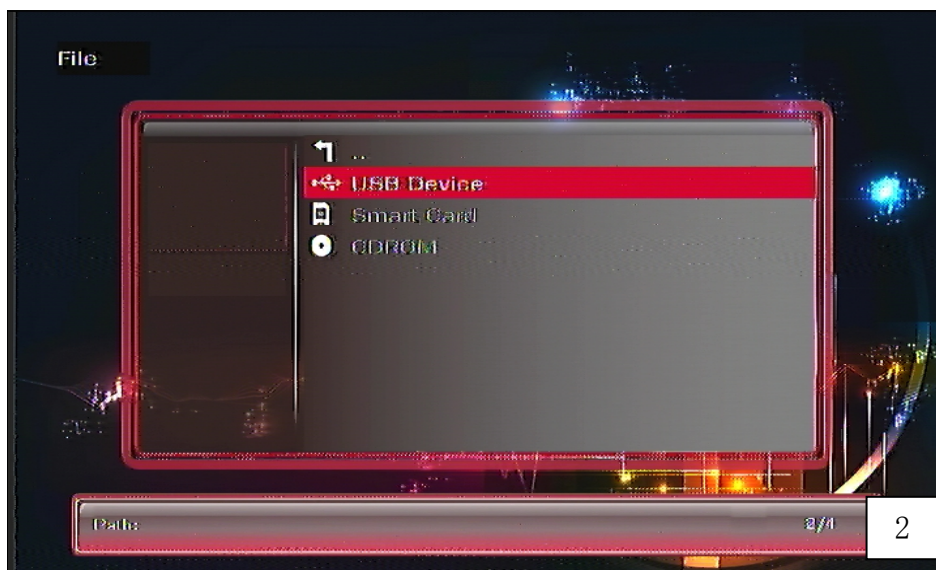 File
..
USB Device
Smart Card
CDROM
Path:
2/4
2